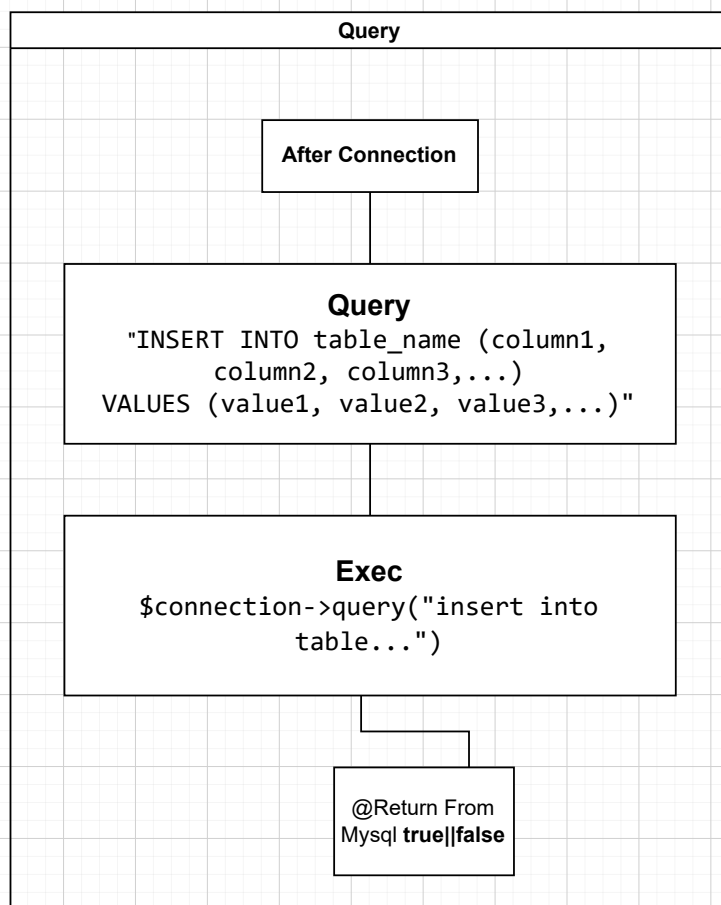 Query
After Connection
Query
"INSERT INTO table_name (column1,
column2, column3,...)
VALUES (value1, value2, value3,...)"
Exec
$connection->query("insert into
table...")
@Return From
Mysql true||false